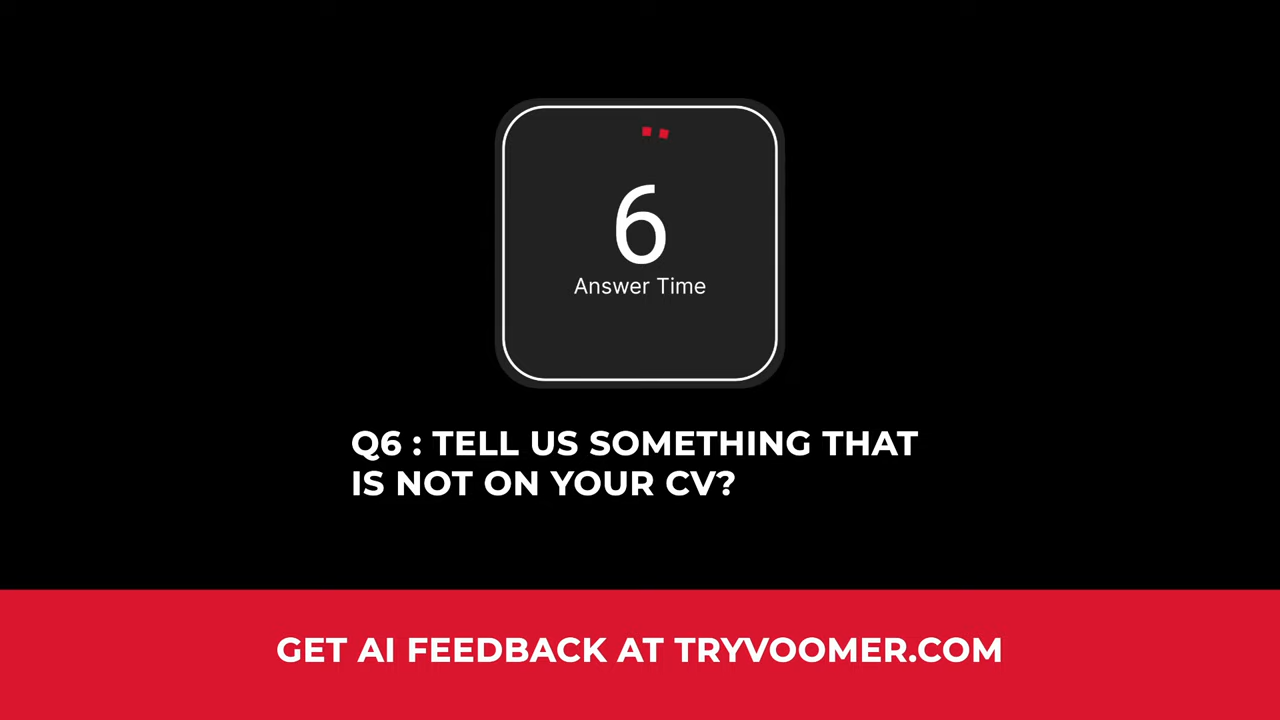 6
Answer Time
Q6 : TELL US SOMETHING THAT
IS NOT ON YOUR CV?
GET AI FEEDBACK AT TRYVOOMER.COM